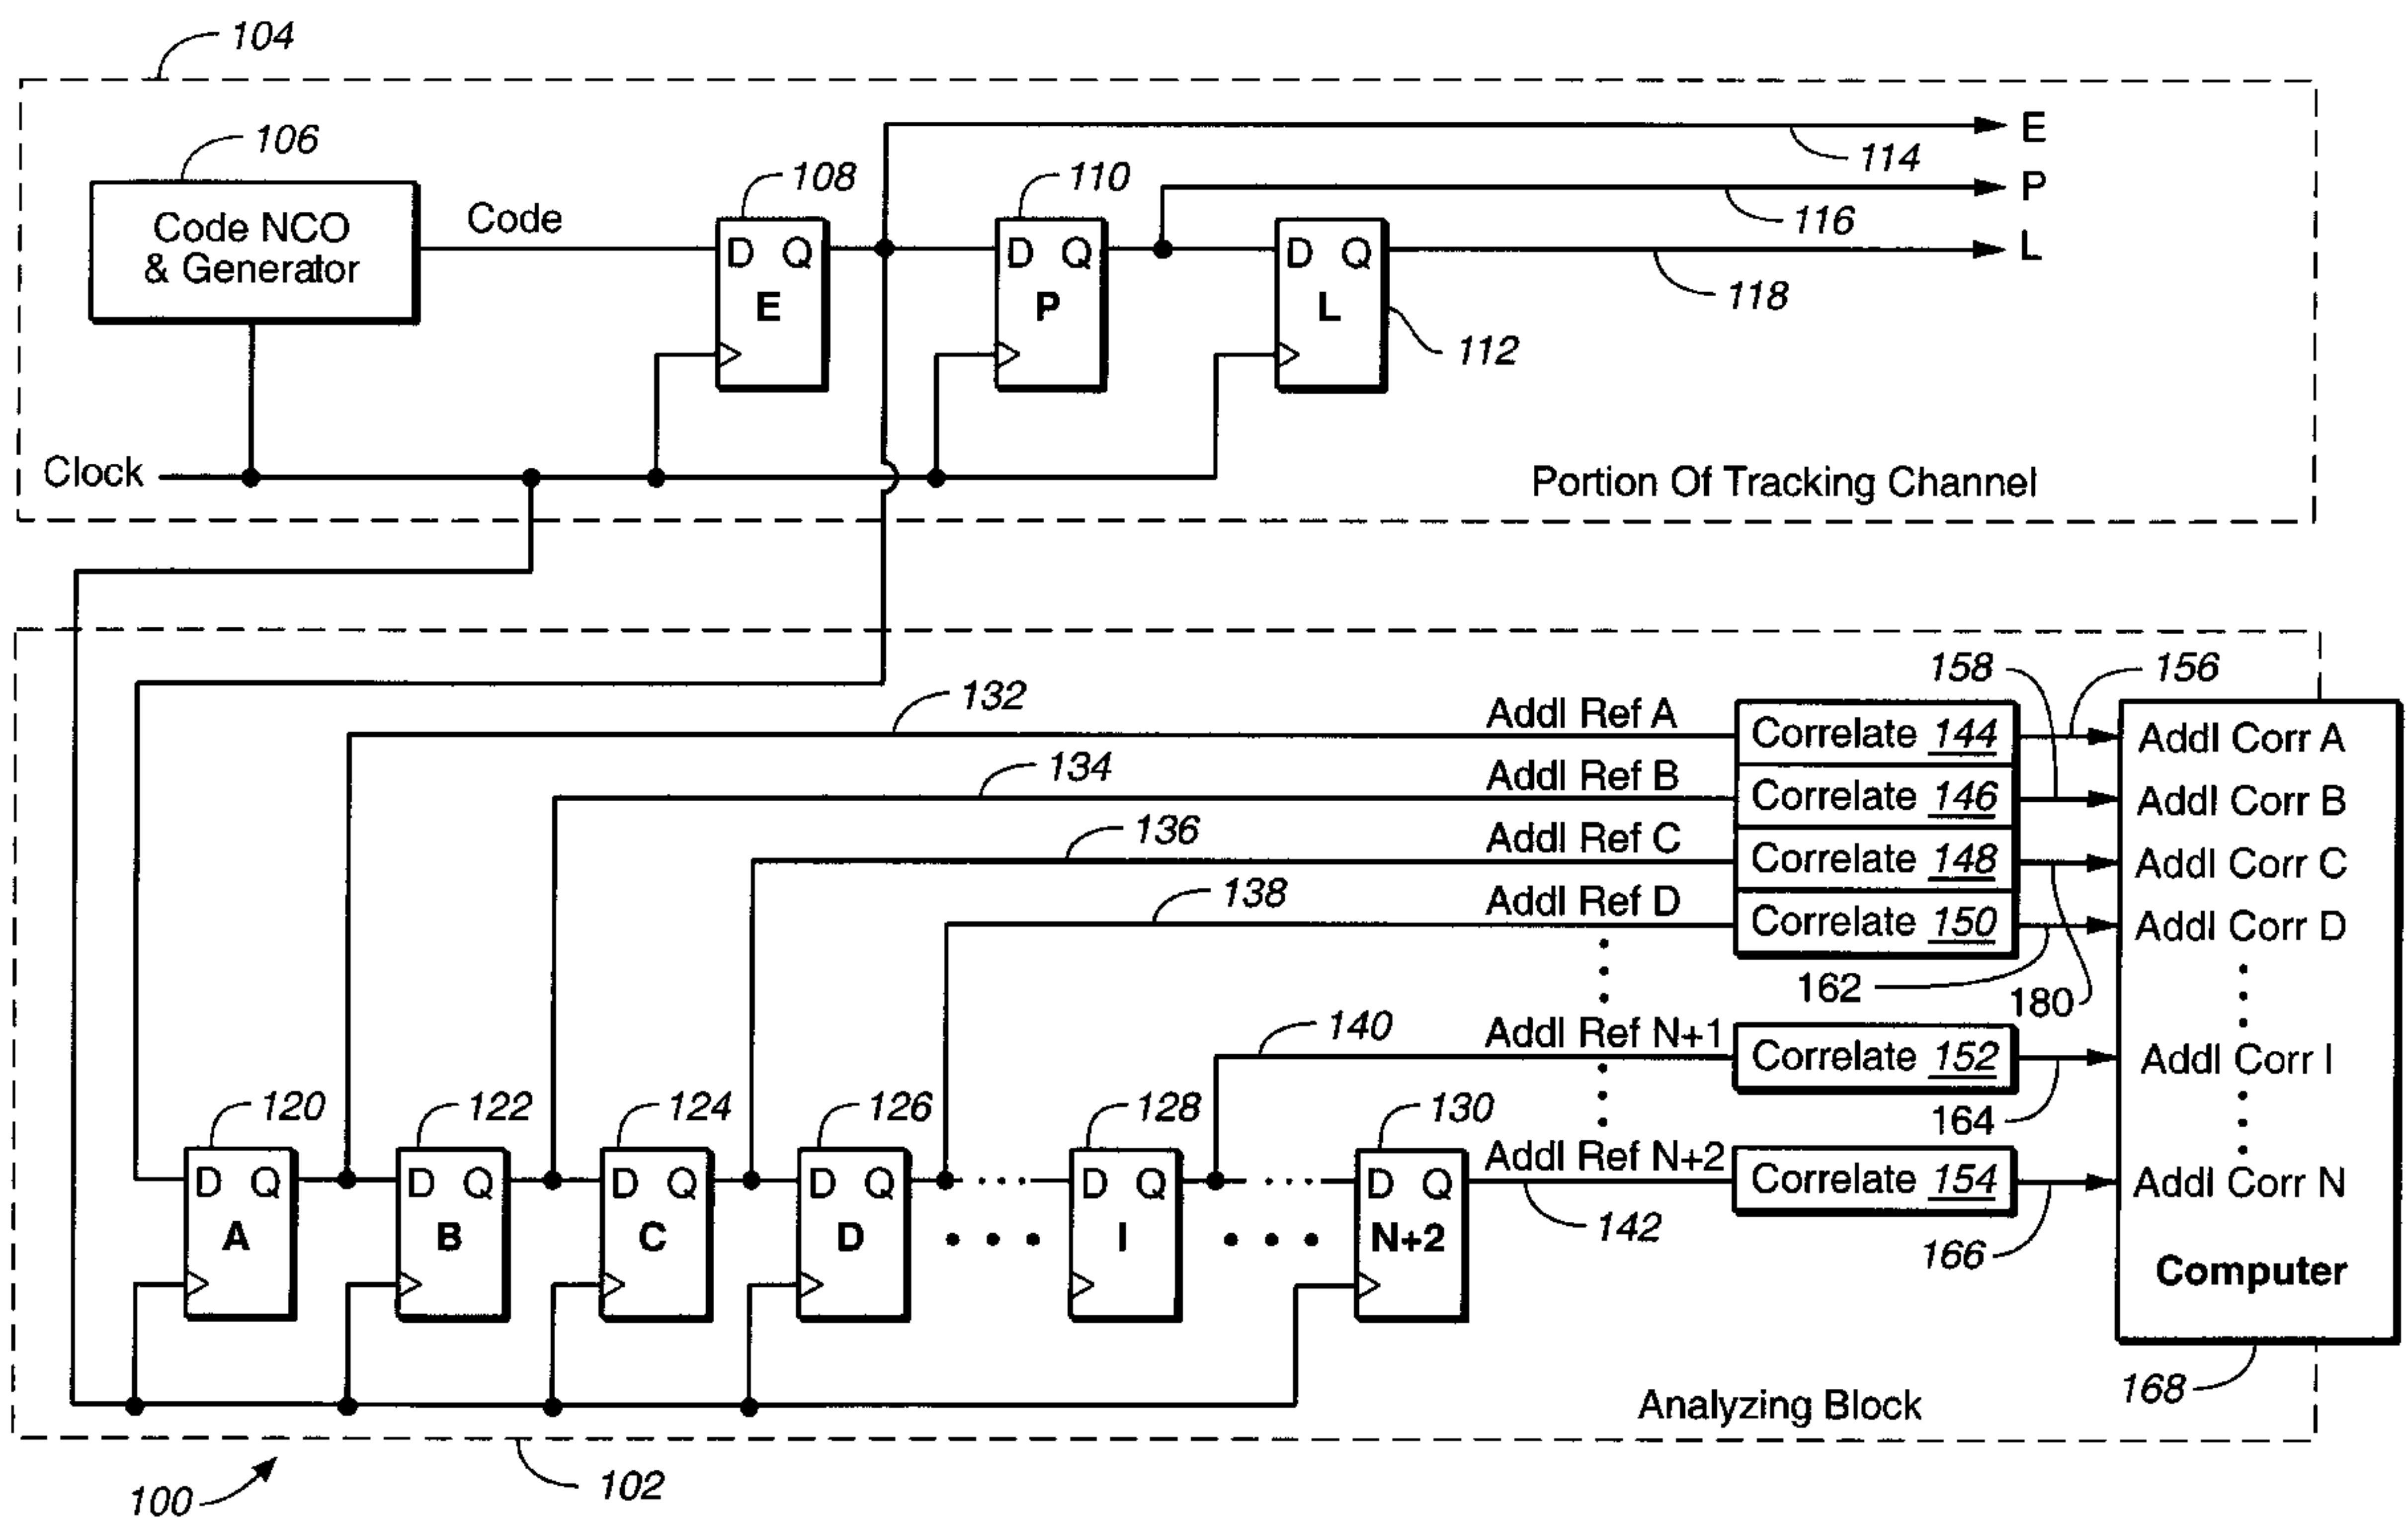 104
106
Code NCO
& Generator
Code
108
D Q
E
110
D Q
P
D Q
L
112
E
114
P
116
L
118
Clock
Portion Of Tracking Channel
132
134
136
138
140
Addl Ref A
Addl Ref B
Addl Ref C
Addl Ref D
Addl Ref N+1
Addl Ref N+2
Correlate 144
Correlate 146
Correlate 148
Correlate 150
Correlate 152
Correlate 154
158
156
162
180
164
166
Addl Corr A
Addl Corr B
Addl Corr C
Addl Corr D
Addl Corr I
Addl Corr N
Computer
168
120
D Q
A
122
D Q
B
124
D Q
C
126
D Q
D
128
D Q
I
130
D Q
N+2
142
Analyzing Block
100
102